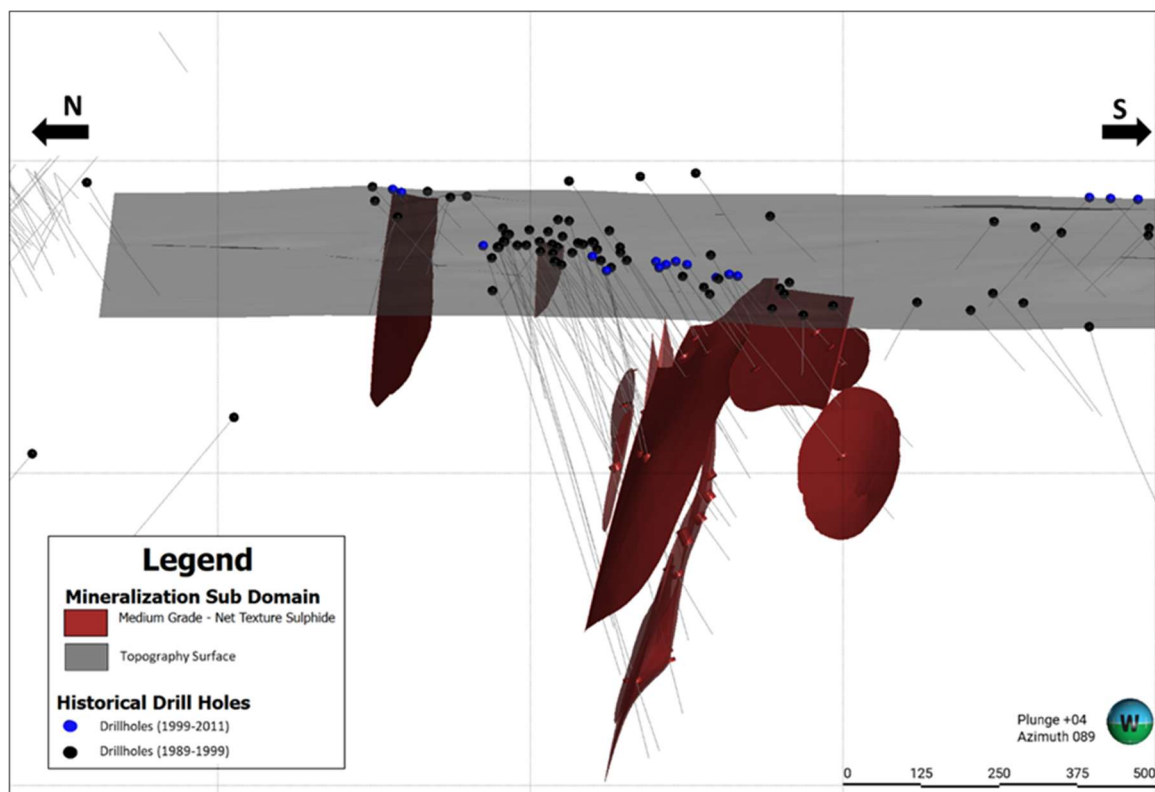 N
S
Legend
Mineralization Sub Domain
Medium Grade - Net Texture Sulphide
Topography Surface
Historical Drill Holes
Drillholes (1999-2011)
Drillholes (1989-1999)
Plunge +04
Azimuth 089
W
0 125 250 375 500